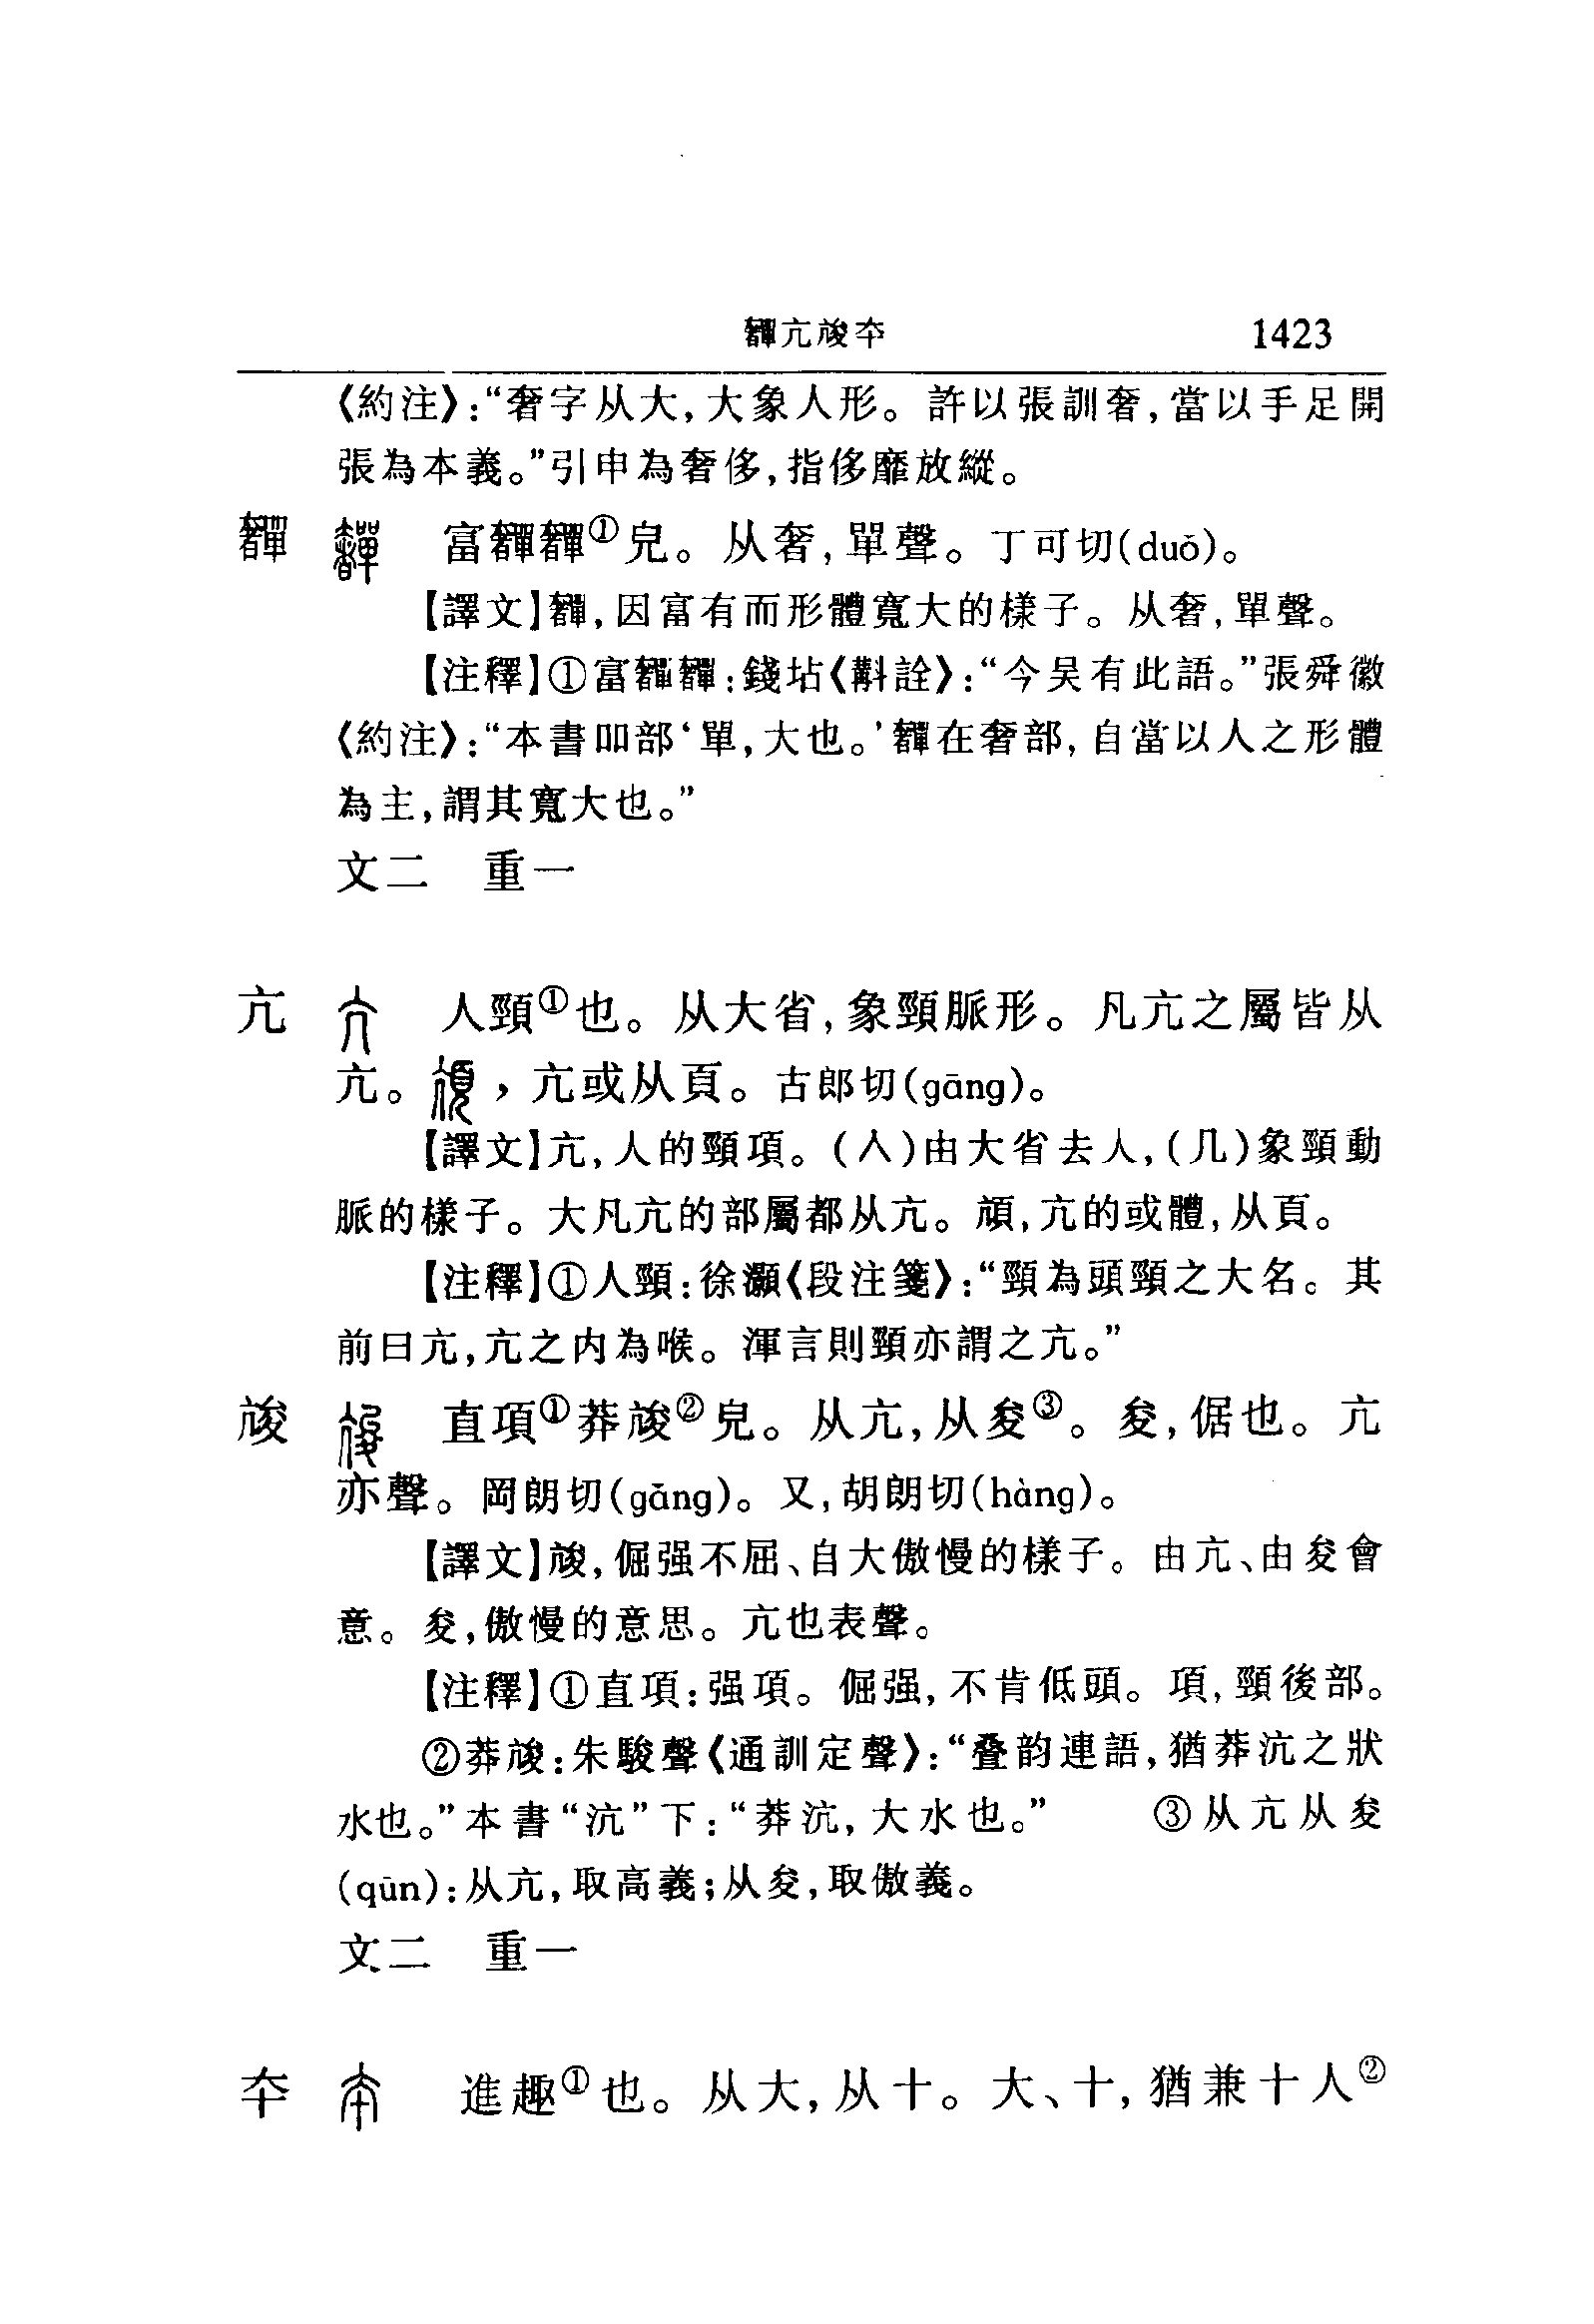 奲亢㚂夲 1423
《約注》：“奢字从大，大象人形。許以張訓奢，當以手足開
張為本義。”引申為奢侈，指侈靡放縱。
奲 富奲奲①皃。从奢，單聲。丁可切(duǒ)。
【譯文】奲，因富有而形體寬大的樣子。从奢，單聲。
【注釋】①富奲奲：錢坫《斠詮》：“今吴有此語。”張舜徽
《約注》：“本書吅部‘單，大也。’奲在奢部，自當以人之形體
為主，謂其寬大也。”
文二 重一
亢 人頸①也。从大省，象頸脈形。凡亢之屬皆从
亢。頏，亢或从頁。古郎切(gāng)。
【譯文】亢，人的頸項。(亼)由大省去人，(几)象頸動
脈的樣子。大凡亢的部屬都从亢。頏，亢的或體，从頁。
【注釋】①人頸：徐灝《段注箋》：“頸為頭頸之大名。其
前曰亢，亢之内為喉。渾言則頸亦謂之亢。”
㚂 直項①莽㚂②皃。从亢，从夋③。夋，倨也。亢
亦聲。岡朗切(gǎng)。又，胡朗切(hàng)。
【譯文】㚂，倔强不屈、自大傲慢的樣子。由亢、由夋會
意。夋，傲慢的意思。亢也表聲。
【注釋】①直項：强項。倔强，不肯低頭。項，頸後部。
②莽㚂：朱駿聲《通訓定聲》：“叠韵連語，猶莽沆之狀
水也。”本書“沆”下：“莽沆，大水也。” ③从亢从夋
(qūn)：从亢，取高義；从夋，取傲義。
文二 重一
夲 進趣①也。从大，从十。大、十，猶兼十人②